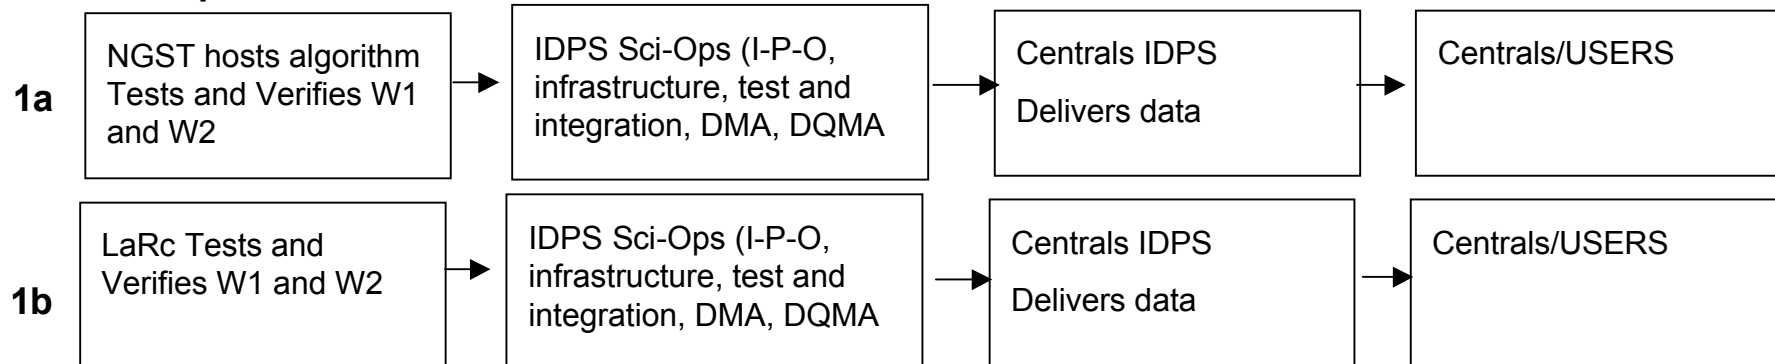 1a
NGST hosts algorithm
Tests and Verifies W1
and W2
IDPS Sci-Ops (I-P-O,
infrastructure, test and
integration, DMA, DQMA
Centrals IDPS
Delivers data
Centrals/USERS
1b
LaRc Tests and
Verifies W1 and W2
IDPS Sci-Ops (I-P-O,
infrastructure, test and
integration, DMA, DQMA
Centrals IDPS
Delivers data
Centrals/USERS